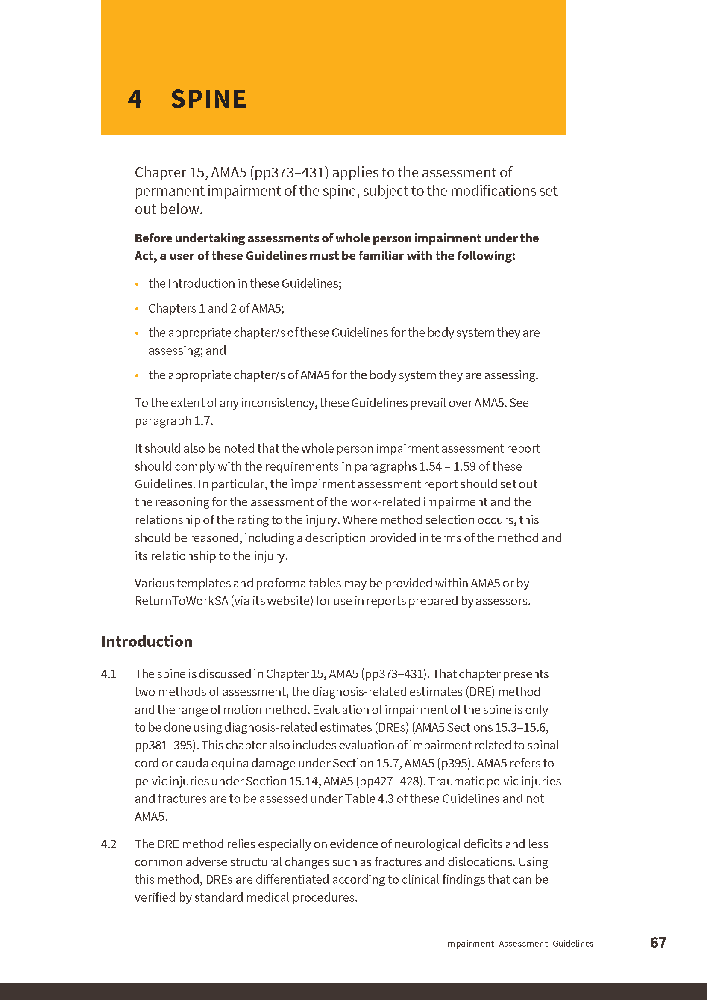 4 SPINE
Chapter 15, AMA5 (pp373–431) applies to the assessment of
permanent impairment of the spine, subject to the modifications set
out below.
Before undertaking assessments of whole person impairment under the
Act, a user of these Guidelines must be familiar with the following:
• the Introduction in these Guidelines;
• Chapters 1 and 2 of AMA5;
• the appropriate chapter/s of these Guidelines for the body system they are
assessing; and
• the appropriate chapter/s of AMA5 for the body system they are assessing.
To the extent of any inconsistency, these Guidelines prevail over AMA5. See
paragraph 1.7.
It should also be noted that the whole person impairment assessment report
should comply with the requirements in paragraphs 1.54 – 1.59 of these
Guidelines. In particular, the impairment assessment report should set out
the reasoning for the assessment of the work-related impairment and the
relationship of the rating to the injury. Where method selection occurs, this
should be reasoned, including a description provided in terms of the method and
its relationship to the injury.
Various templates and proforma tables may be provided within AMA5 or by
ReturnToWorkSA (via its website) for use in reports prepared by assessors.
Introduction
4.1 The spine is discussed in Chapter 15, AMA5 (pp373–431). That chapter presents
two methods of assessment, the diagnosis-related estimates (DRE) method
and the range of motion method. Evaluation of impairment of the spine is only
to be done using diagnosis-related estimates (DREs) (AMA5 Sections 15.3–15.6,
pp381–395). This chapter also includes evaluation of impairment related to spinal
cord or cauda equina damage under Section 15.7, AMA5 (p395). AMA5 refers to
pelvic injuries under Section 15.14, AMA5 (pp427–428). Traumatic pelvic injuries
and fractures are to be assessed under Table 4.3 of these Guidelines and not
AMA5.
4.2 The DRE method relies especially on evidence of neurological deficits and less
common adverse structural changes such as fractures and dislocations. Using
this method, DREs are differentiated according to clinical findings that can be
verified by standard medical procedures.
Impairment Assessment Guidelines 67